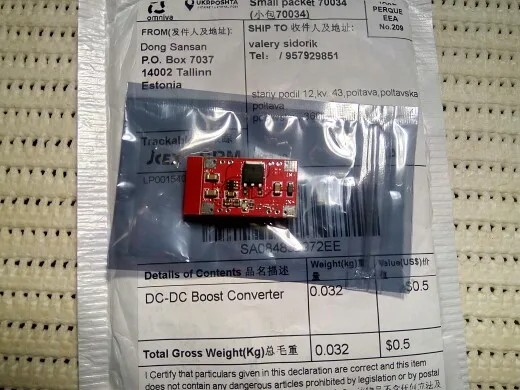 omniva
UKRPOSHTA
Small packet 70034
(小包70034)
PERQUE
EEA
No.209
FROM(发件人及地址):
Dong Sansan
P.O. Box 7037
14002 Tallinn
Estonia
SHIP TO 收件人及地址:
valery sidorik
Tel: / 957929851
stariy podil 12,kv. 43,poltava,poltavska
poltava
Details of Contents 品名描述
Weight(kg)重
量
Value(US$)价
DC-DC Boost Converter
0.032
$0.5
Total Gross Weight(Kg)总毛重
0.032
$0.5
I Certify that particulars given in this declaration are correct and this item
does not contain any dangerous articles prohibited by legislation or by postal